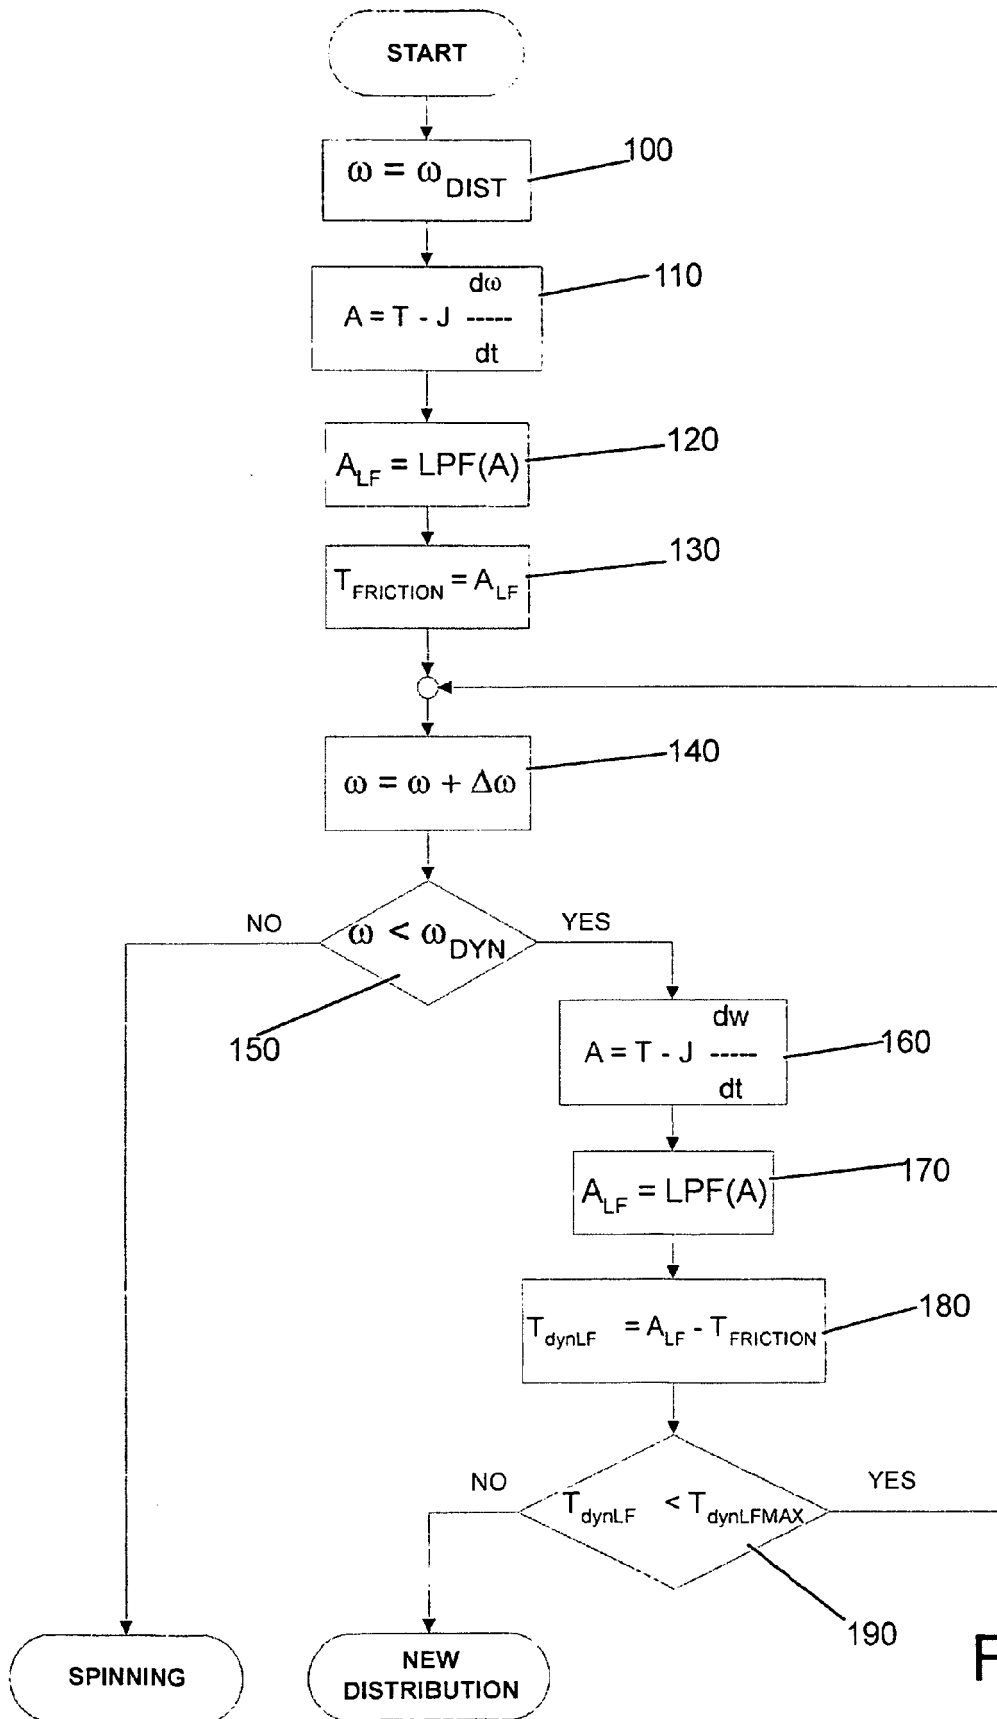 START
100
ω = ω_DIST
110
A = T - J dω
-----
dt
120
A_LF = LPF(A)
130
T_FRICTION = A_LF
140
ω = ω + Δω
NO
ω < ω_DYN
YES
150
160
A = T - J dw
-----
dt
170
A_LF = LPF(A)
180
T_dynLF = A_LF - T_FRICTION
NO
T_dynLF < T_dynLFMAX
YES
190
SPINNING
NEW
DISTRIBUTION
F